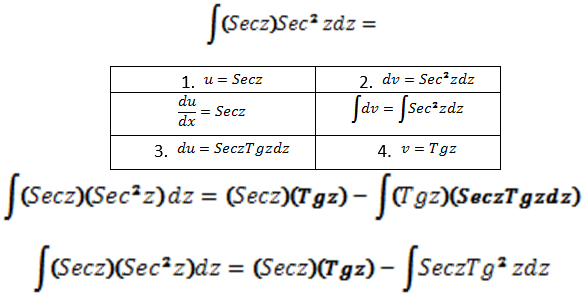 ∫(Secz)Sec² zdz =
1. u = Secz 2. dv = Sec²zdz
du/dx = Secz ∫dv = ∫Sec²zdz
3. du = SeczTgzdz 4. v = Tgz
∫(Secz)(Sec²z)dz = (Secz)(Tgz) − ∫(Tgz)(SeczTgzdz)
∫(Secz)(Sec²z)dz = (Secz)(Tgz) − ∫SeczTg² zdz